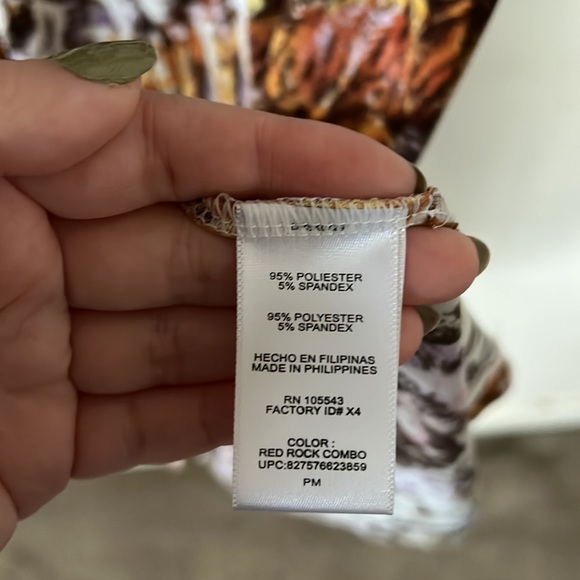 95% POLIESTER
5% SPANDEX
95% POLYESTER
5% SPANDEX
HECHO EN FILIPINAS
MADE IN PHILIPPINES
RN 105543
FACTORY ID# X4
COLOR :
RED ROCK COMBO
UPC:827576623859
PM